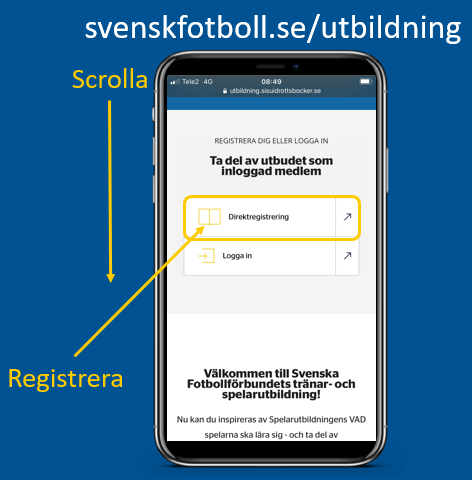 svenskfotboll.se/utbildning
Scrolla
Tele2 4G 08:49
utbildning.sisuidrottsbocker.se
REGISTRERA DIG ELLER LOGGA IN
Ta del av utbudet som
inloggad medlem
Direktregistrering
Logga in
Registrera
Välkommen till Svenska
Fotbollförbundets tränar- och
spelarutbildning!
Nu kan du inspireras av Spelarutbildningens VAD
spelarna ska lära sig - och ta del av